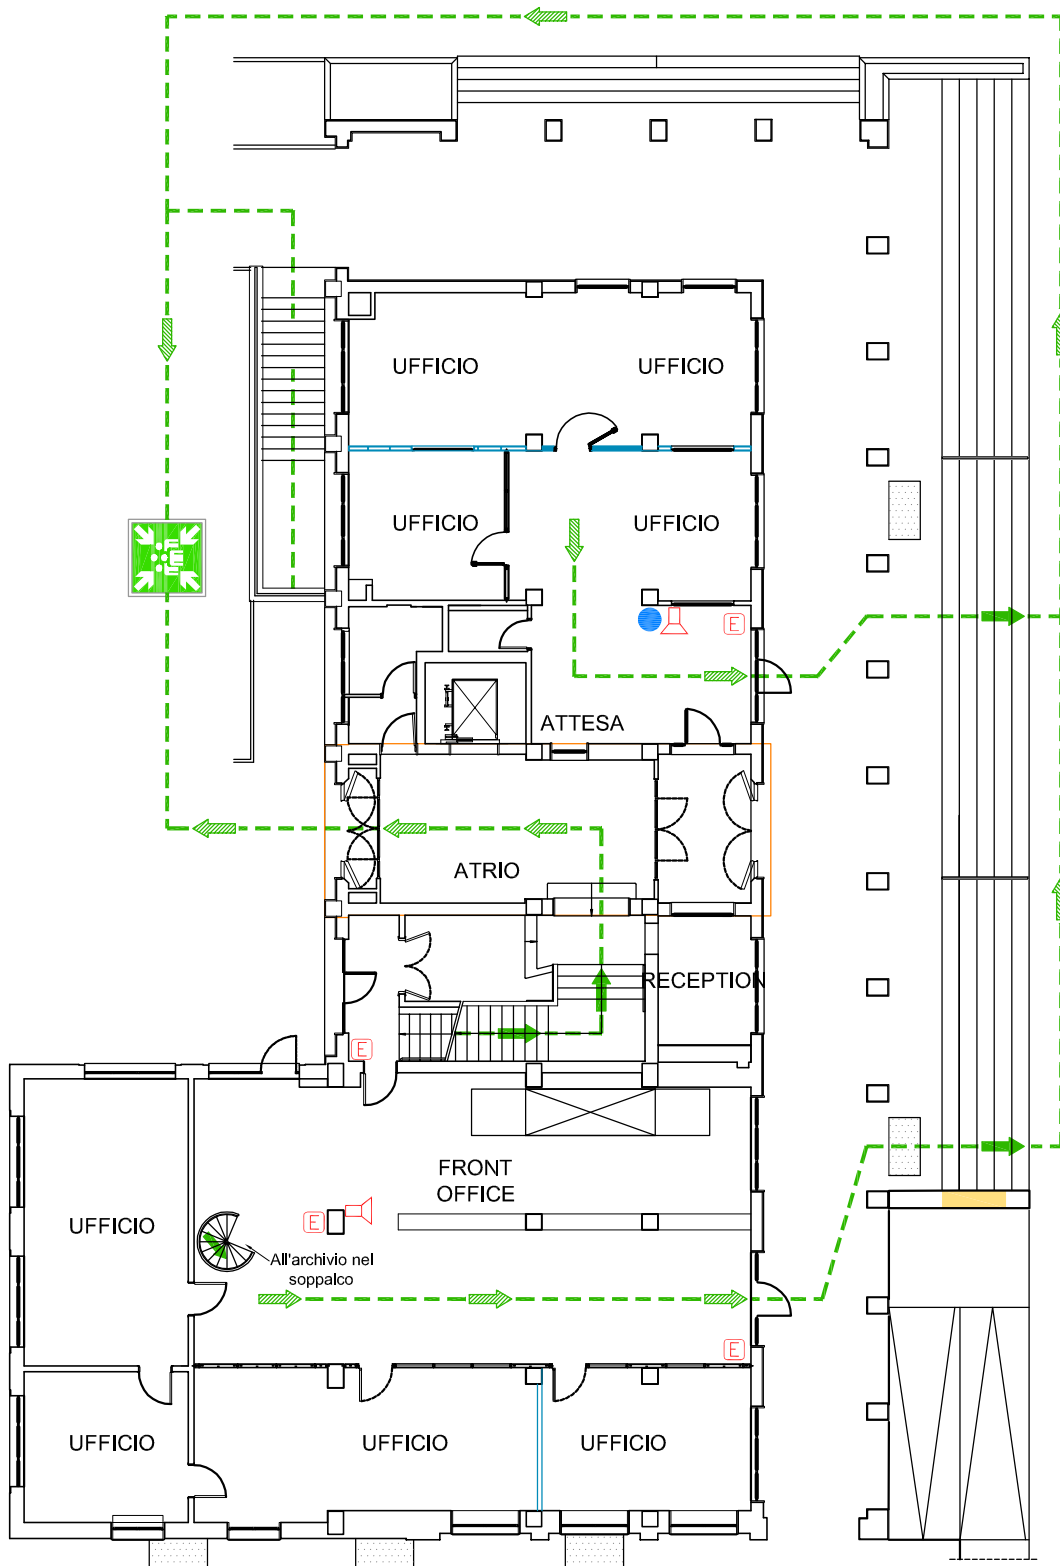 UFFICIO
UFFICIO
UFFICIO
UFFICIO
E
ATTESA
ATRIO
RECEPTION
E
FRONT
OFFICE
UFFICIO
E
All'archivio nel
soppalco
E
UFFICIO
UFFICIO
UFFICIO